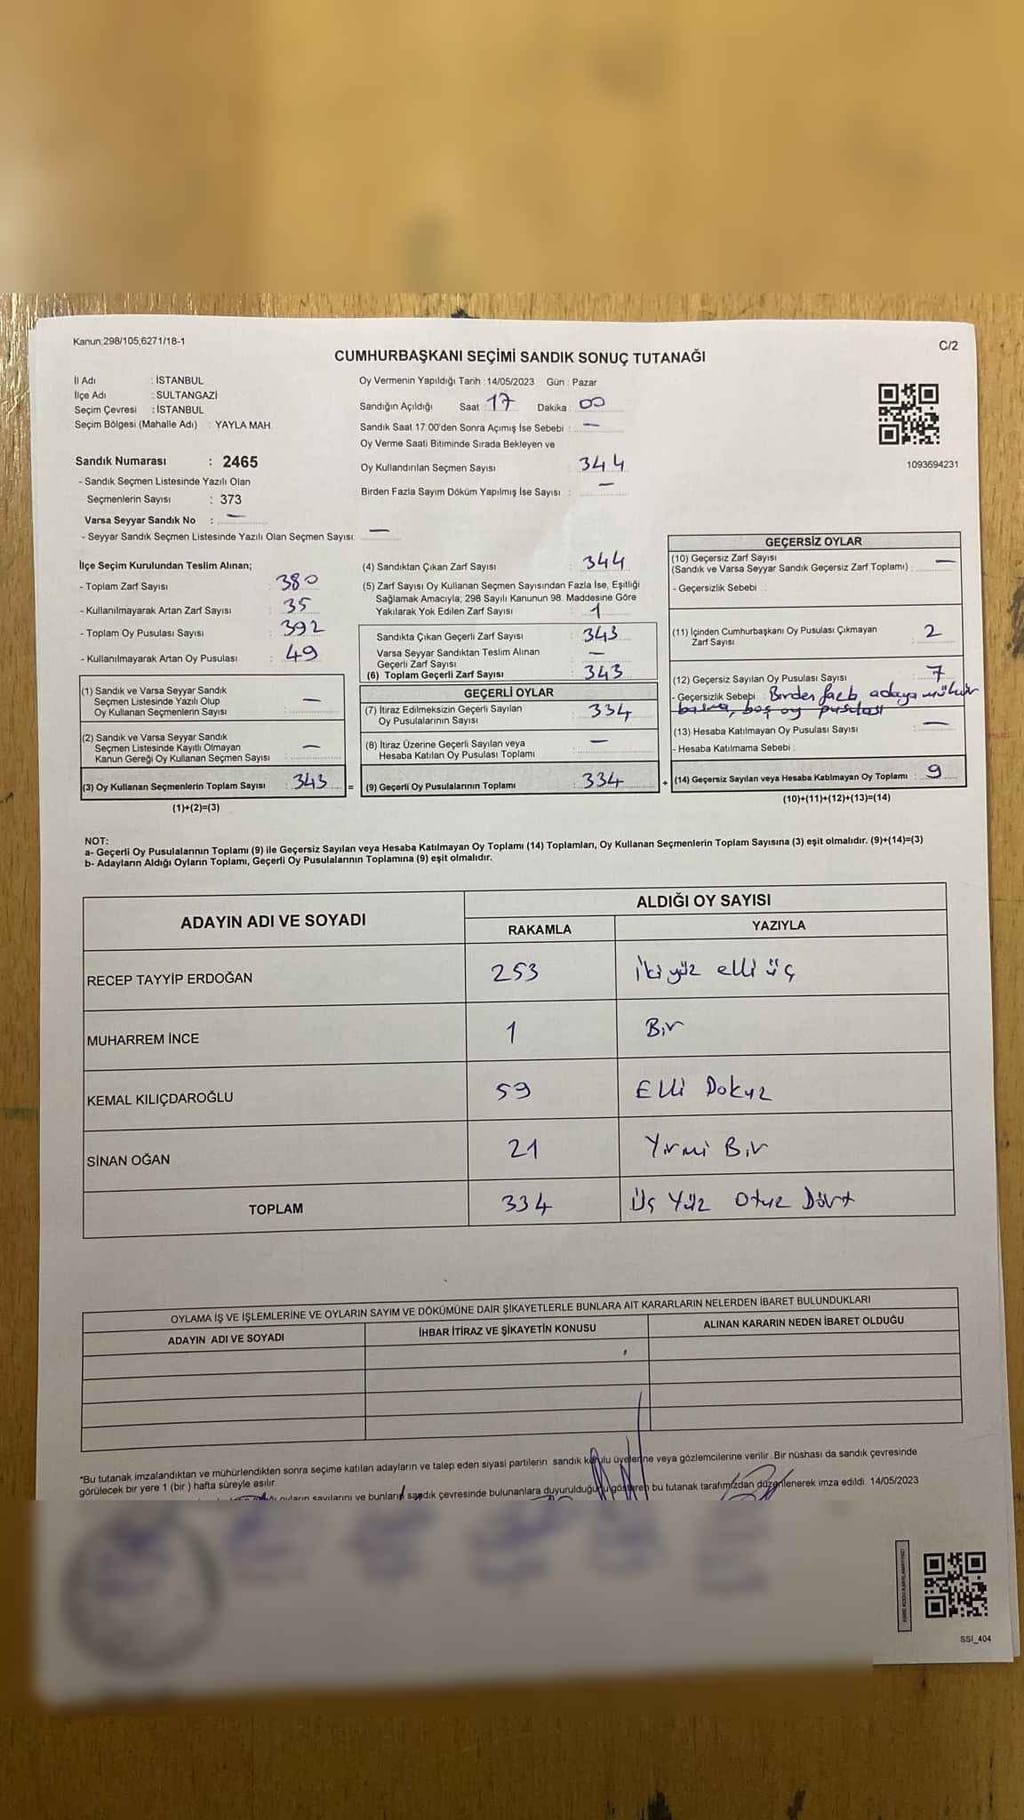 Kanun.298/105,6271/18-1
C/2
CUMHURBAŞKANI SEÇİMİ SANDIK SONUÇ TUTANAĞI
İl Adı : İSTANBUL
İlçe Adı : SULTANGAZİ
Seçim Çevresi : İSTANBUL
Seçim Bölgesi (Mahalle Adı) : YAYLA MAH.
Sandık Numarası : 2465
- Sandık Seçmen Listesinde Yazılı Olan
Seçmenlerin Sayısı : 373
Varsa Seyyar Sandık No : —
- Seyyar Sandık Seçmen Listesinde Yazılı Olan Seçmen Sayısı: —
Oy Vermenin Yapıldığı Tarih : 14/05/2023 Gün : Pazar
Sandığın Açıldığı Saat 17 Dakika : 00
Sandık Saat 17.00'den Sonra Açımış İse Sebebi : —
Oy Verme Saati Bitiminde Sırada Bekleyen ve
Oy Kullandırılan Seçmen Sayısı 344
Birden Fazla Sayım Döküm Yapılmış İse Sayısı : —
1093694231
İlçe Seçim Kurulundan Teslim Alınan;
- Toplam Zarf Sayısı : 380
- Kullanılmayarak Artan Zarf Sayısı : 35
- Toplam Oy Pusulası Sayısı : 392
- Kullanılmayarak Artan Oy Pusulası : 49
(1) Sandık ve Varsa Seyyar Sandık
Seçmen Listesinde Yazılı Olup
Oy Kullanan Seçmenlerin Sayısı : —
(2) Sandık ve Varsa Seyyar Sandık
Seçmen Listesinde Kayıtlı Olmayan
Kanun Gereği Oy Kullanan Seçmen Sayısı : —
(3) Oy Kullanan Seçmenlerin Toplam Sayısı : 343 =
(1)+(2)=(3)
(4) Sandıktan Çıkan Zarf Sayısı : 344
(5) Zarf Sayısı Oy Kullanan Seçmen Sayısından Fazla İse, Eşitliği
Sağlamak Amacıyla; 298 Sayılı Kanunun 98. Maddesine Göre
Yakılarak Yok Edilen Zarf Sayısı : 1
Sandıkta Çıkan Geçerli Zarf Sayısı : 343
Varsa Seyyar Sandıktan Teslim Alınan
Geçerli Zarf Sayısı : —
(6) Toplam Geçerli Zarf Sayısı : 343
GEÇERLİ OYLAR
(7) İtiraz Edilmeksizin Geçerli Sayılan
Oy Pusulalarının Sayısı : 334
(8) İtiraz Üzerine Geçerli Sayılan veya
Hesaba Katılan Oy Pusulası Toplamı : —
(9) Geçerli Oy Pusulalarının Toplamı : 334 +
GEÇERSİZ OYLAR
(10) Geçersiz Zarf Sayısı
(Sandık ve Varsa Seyyar Sandık Geçersiz Zarf Toplamı) : —
- Geçersizlik Sebebi :
(11) İçinden Cumhurbaşkanı Oy Pusulası Çıkmayan
Zarf Sayısı : 2
(12) Geçersiz Sayılan Oy Pusulası Sayısı : 7
- Geçersizlik Sebebi : Birden fazla adaya mühür
basma, boş oy pusulası
(13) Hesaba Katılmayan Oy Pusulası Sayısı : —
- Hesaba Katılmama Sebebi :
(14) Geçersiz Sayılan veya Hesaba Katılmayan Oy Toplamı : 9
(10)+(11)+(12)+(13)=(14)
NOT:
a- Geçerli Oy Pusulalarının Toplamı (9) ile Geçersiz Sayılan veya Hesaba Katılmayan Oy Toplamı (14) Toplamları, Oy Kullanan Seçmenlerin Toplam Sayısına (3) eşit olmalıdır. (9)+(14)=(3)
b- Adayların Aldığı Oyların Toplamı, Geçerli Oy Pusulalarının Toplamına (9) eşit olmalıdır.
ADAYIN ADI VE SOYADI
ALDIĞI OY SAYISI
RAKAMLA YAZIYLA
RECEP TAYYİP ERDOĞAN 253 İki yüz elli üç
MUHARREM İNCE 1 Bir
KEMAL KILIÇDAROĞLU 59 Elli Dokuz
SİNAN OĞAN 21 Yirmi Bir
TOPLAM 334 Üç Yüz Otuz Dört
OYLAMA İŞ VE İŞLEMLERİNE VE OYLARIN SAYIM VE DÖKÜMÜNE DAİR ŞİKAYETLERLE BUNLARA AİT KARARLARIN NELERDEN İBARET BULUNDUKLARI
ADAYIN ADI VE SOYADI İHBAR İTİRAZ VE ŞİKAYETİN KONUSU ALINAN KARARIN NEDEN İBARET OLDUĞU
*Bu tutanak imzalandıktan ve mühürlendikten sonra seçime katılan adayların ve talep eden siyasi partilerin sandık kurulu üyelerine veya gözlemcilerine verilir. Bir nüshası da sandık çevresinde
görülecek bir yere 1 (bir ) hafta süreyle asılır.
oyların sayılarını ve bunların sandık çevresinde bulunanlara duyurulduğunu gösteren bu tutanak tarafımızdan düzenlenerek imza edildi. 14/05/2023
SSİ_404